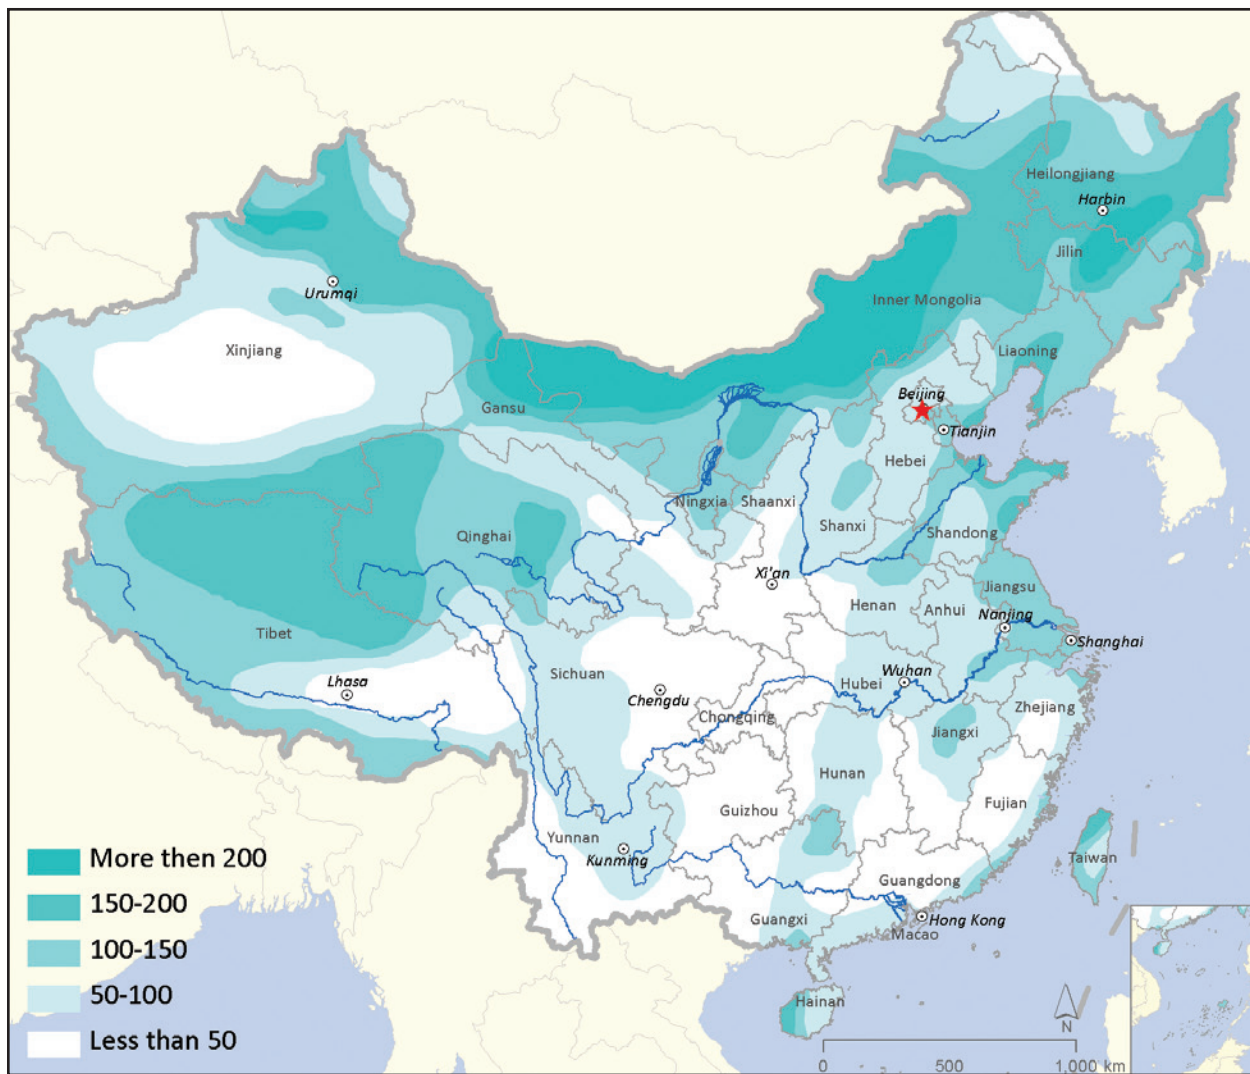 Heilongjiang
Harbin
Jilin
Urumqi
Inner Mongolia
Xinjiang
Liaoning
Beijing
Gansu
Tianjin
Hebei
Ningxia
Shaanxi
Shanxi
Qinghai
Shandong
Xi'an
Jiangsu
Henan
Anhui
Nanjing
Tibet
Shanghai
Sichuan
Wuhan
Lhasa
Hubei
Chengdu
Zhejiang
Chongqing
Jiangxi
Hunan
Fujian
Guizhou
Yunnan
Kunming
Taiwan
Guangdong
Guangxi
Hong Kong
Macao
Hainan
More then 200
150-200
100-150
50-100
Less than 50
N
0 500 1,000 km